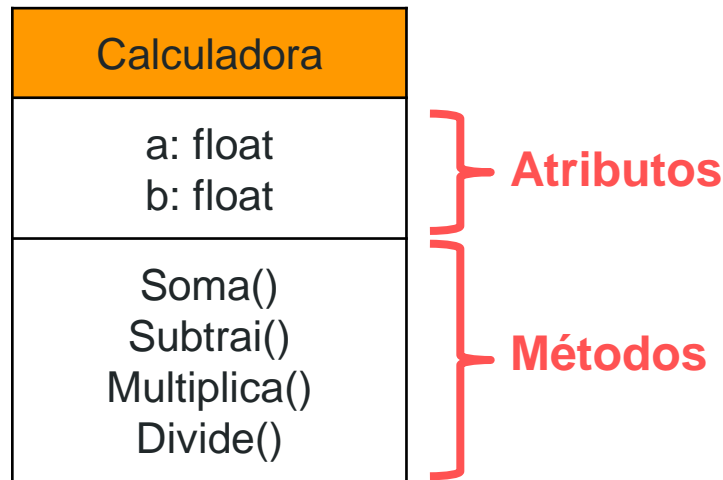 Calculadora
a: float
b: float
Atributos
Soma()
Subtrai()
Multiplica()
Divide()
Métodos